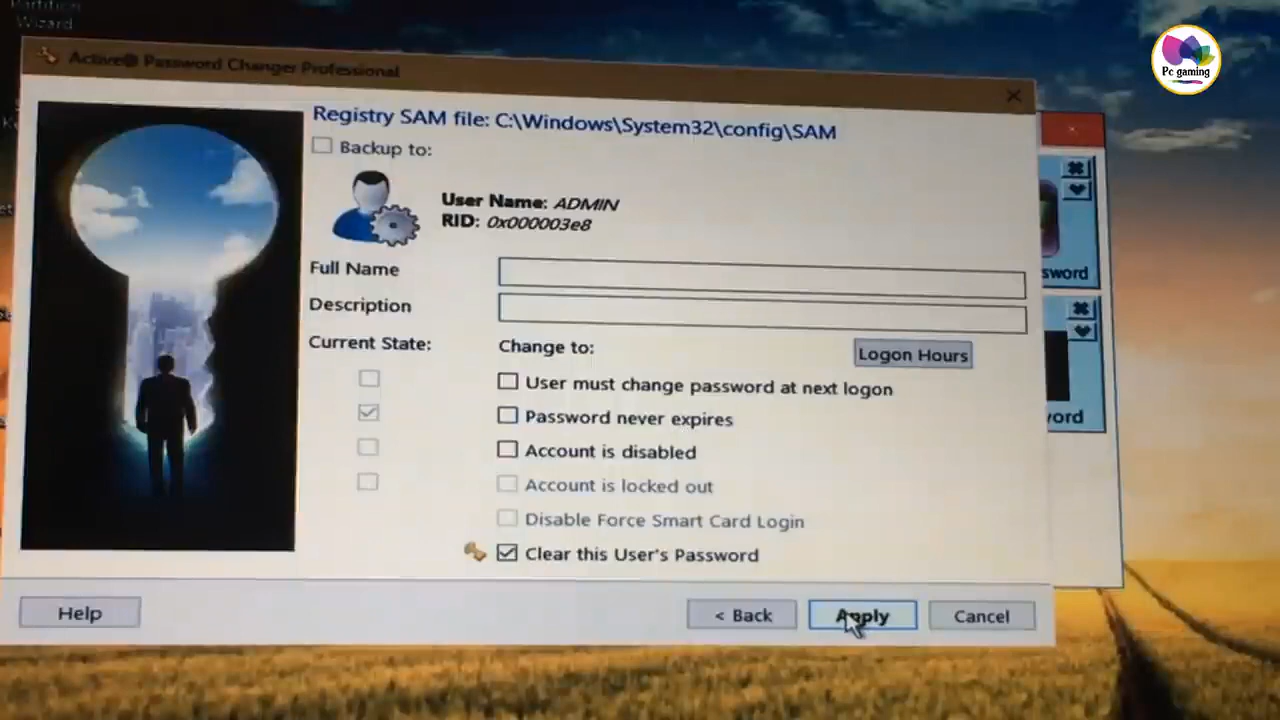 Partition
Wizard
Pc gaming
Active@ Password Changer Professional
Registry SAM file: C:\Windows\System32\config\SAM
Backup to:
User Name: ADMIN
RID: 0x000003e8
Full Name
Description
Current State:
Change to:
Logon Hours
User must change password at next logon
Password never expires
Account is disabled
Account is locked out
Disable Force Smart Card Login
Clear this User's Password
Help
< Back
Apply
Cancel
sword
ord